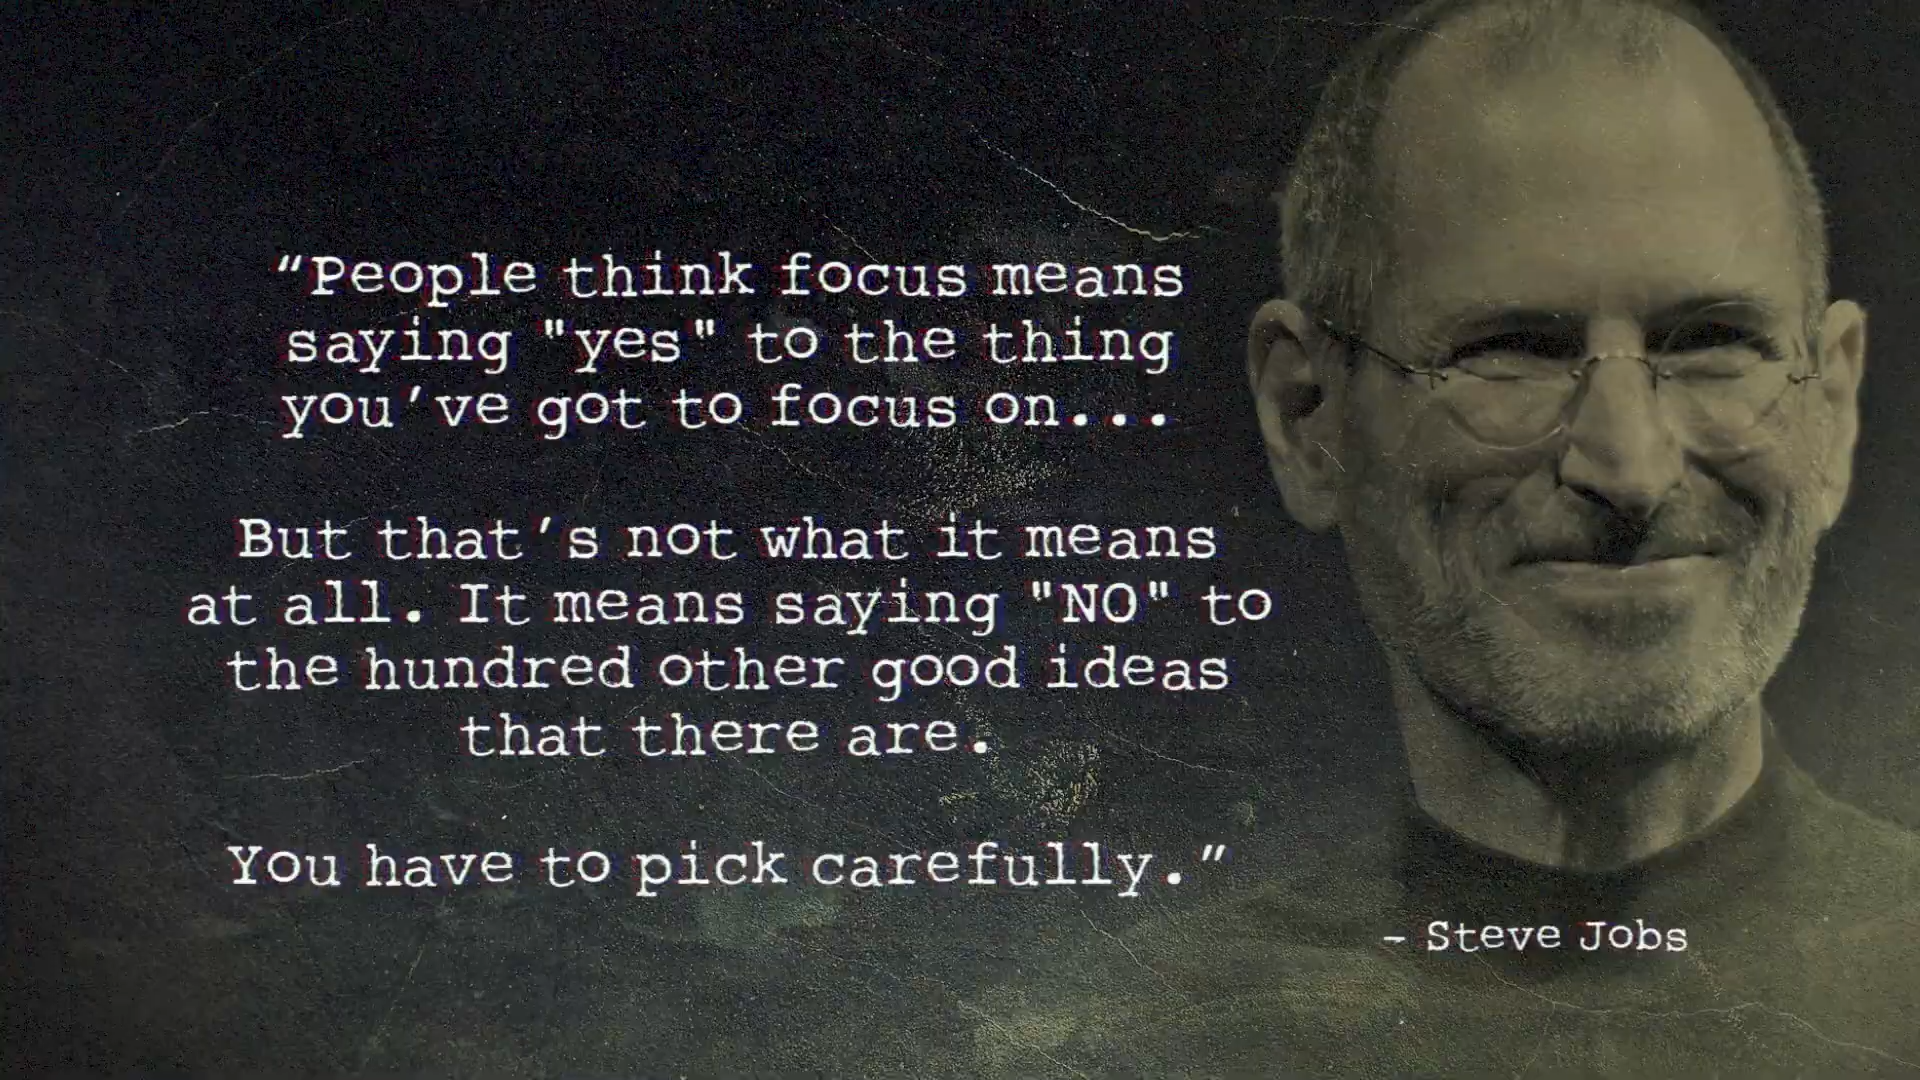 “People think focus means
saying "yes" to the thing
you’ve got to focus on...
But that’s not what it means
at all. It means saying "NO" to
the hundred other good ideas
that there are.
You have to pick carefully.”
- Steve Jobs